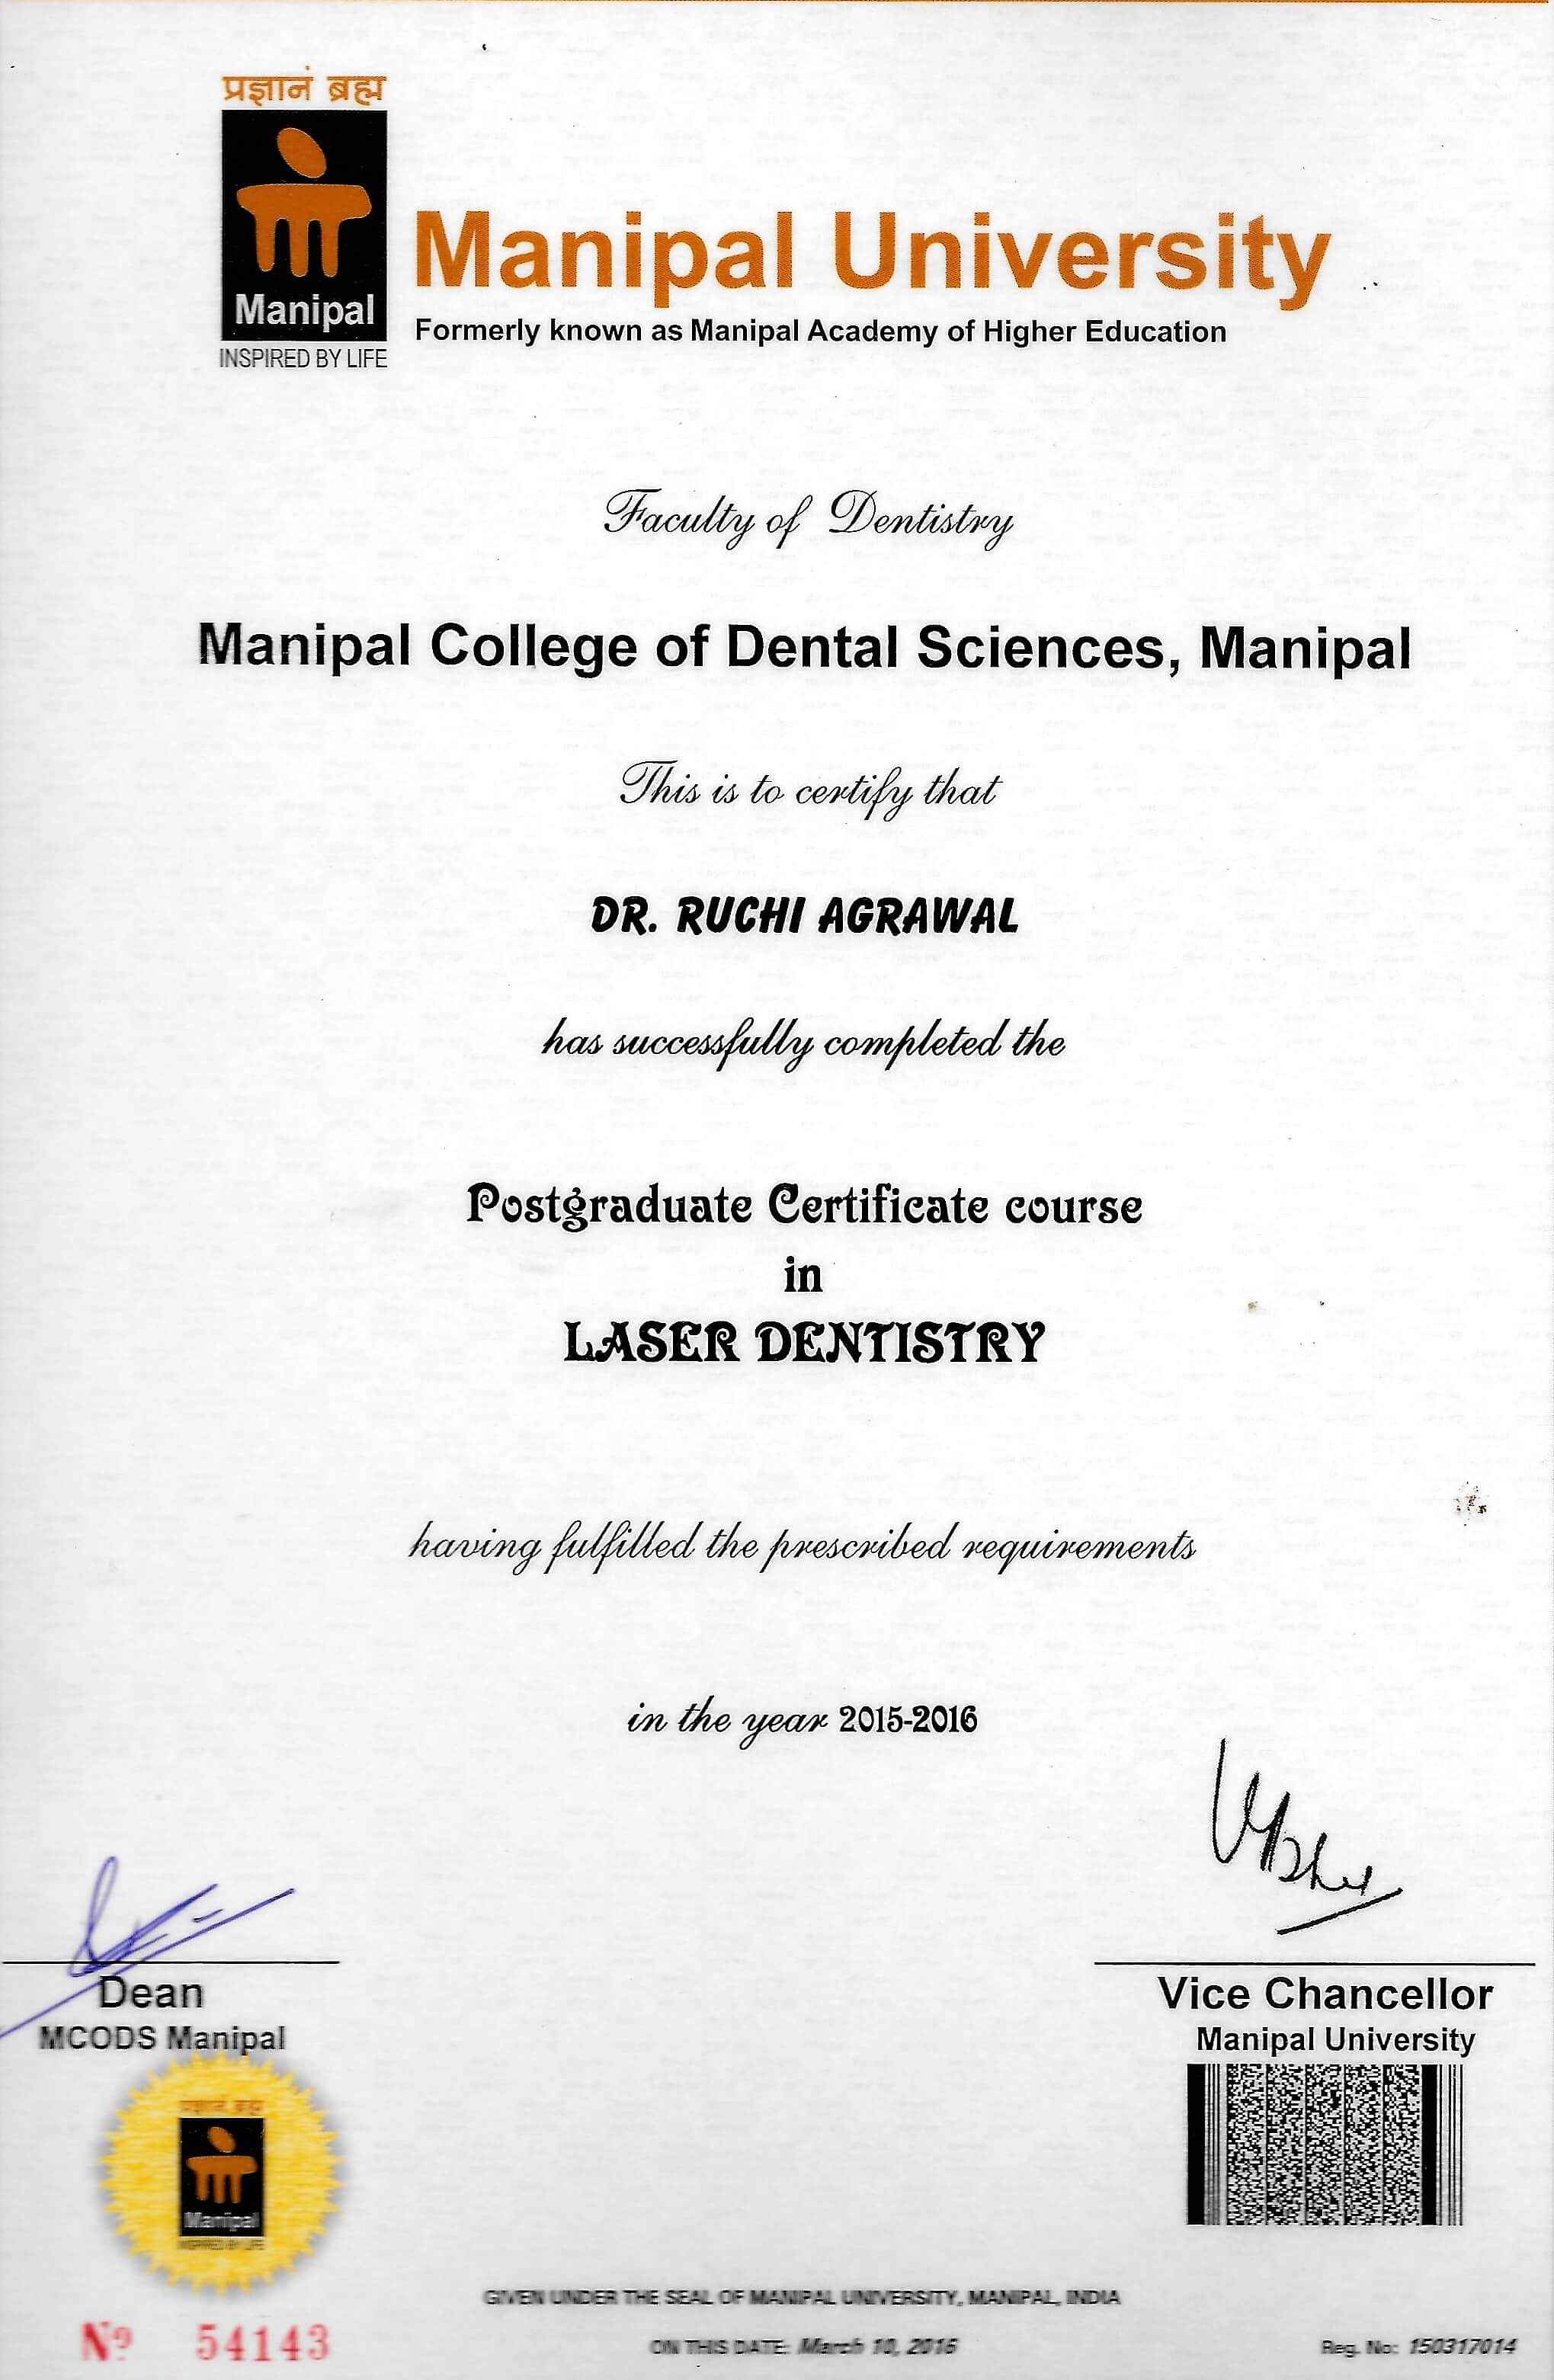 प्रज्ञानं ब्रह्म
Manipal
INSPIRED BY LIFE
Manipal University
Formerly known as Manipal Academy of Higher Education
Faculty of Dentistry
Manipal College of Dental Sciences, Manipal
This is to certify that
DR. RUCHI AGRAWAL
has successfully completed the
Postgraduate Certificate course
in
LASER DENTISTRY
having fulfilled the prescribed requirements
in the year 2015-2016
Dean
MCODS Manipal
Vice Chancellor
Manipal University
प्रज्ञानं ब्रह्म
Manipal
INSPIRED BY LIFE
GIVEN UNDER THE SEAL OF MANIPAL UNIVERSITY, MANIPAL, INDIA
Nº 54143
ON THIS DATE: March 10, 2016
Reg. No: 150317014